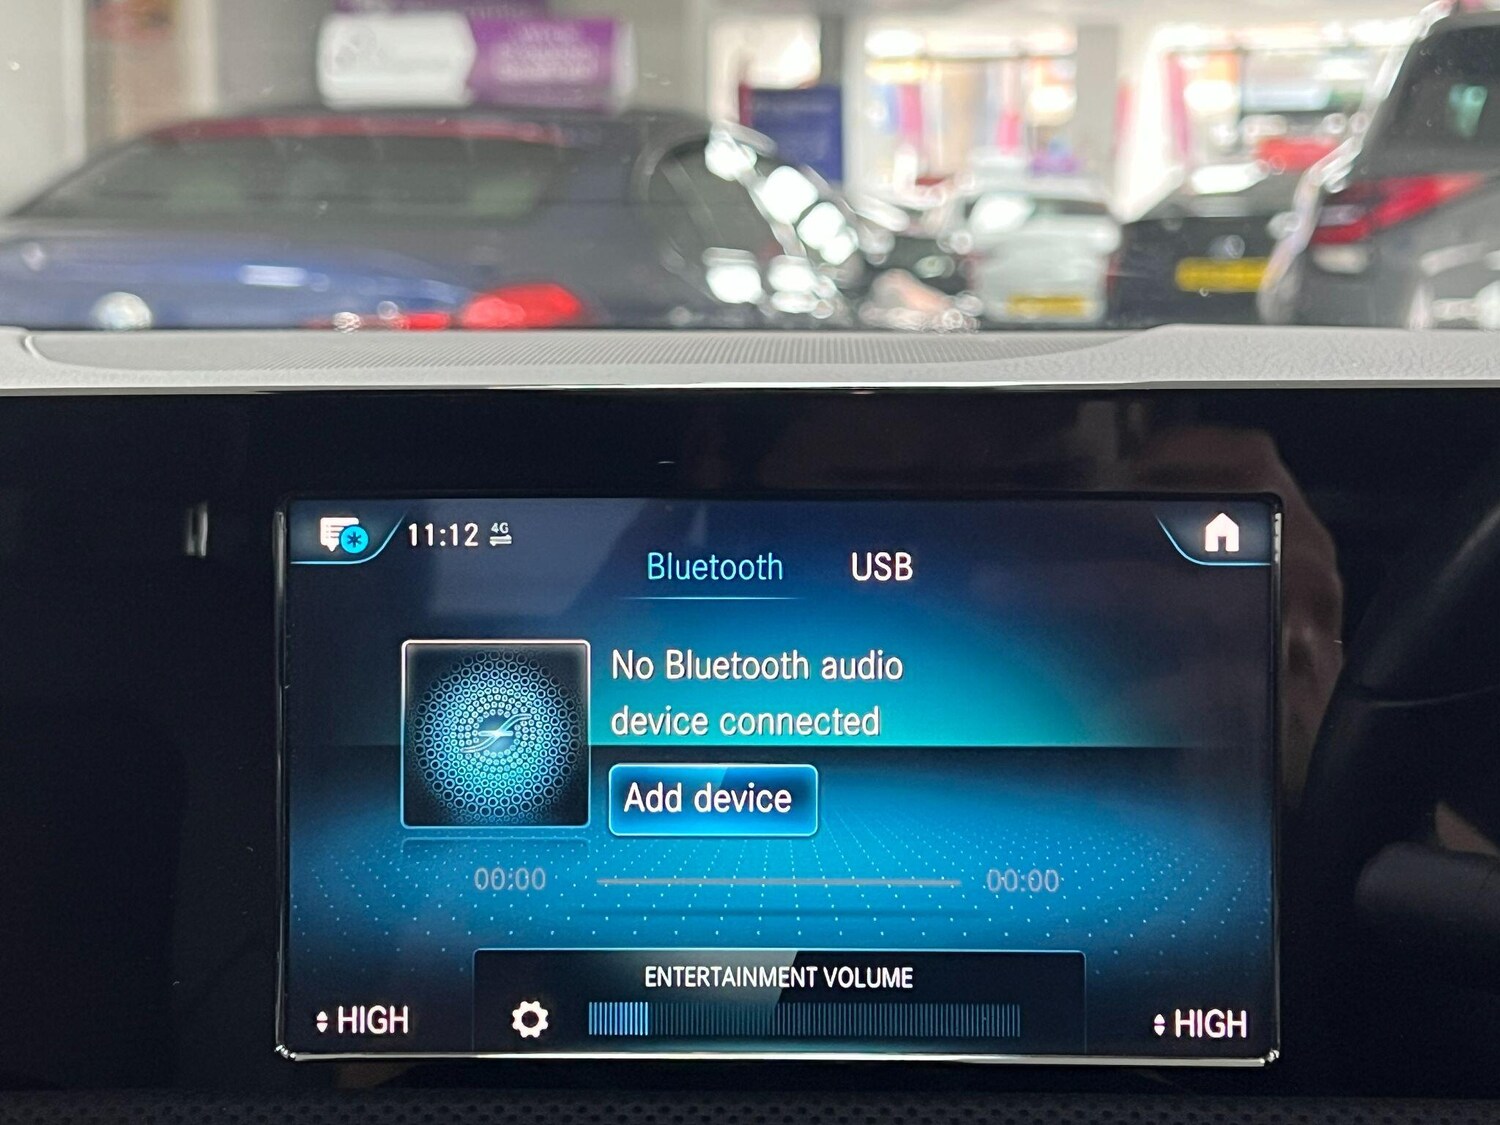 11:12 4G
Bluetooth USB
No Bluetooth audio
device connected
Add device
00:00 00:00
ENTERTAINMENT VOLUME
HIGH HIGH